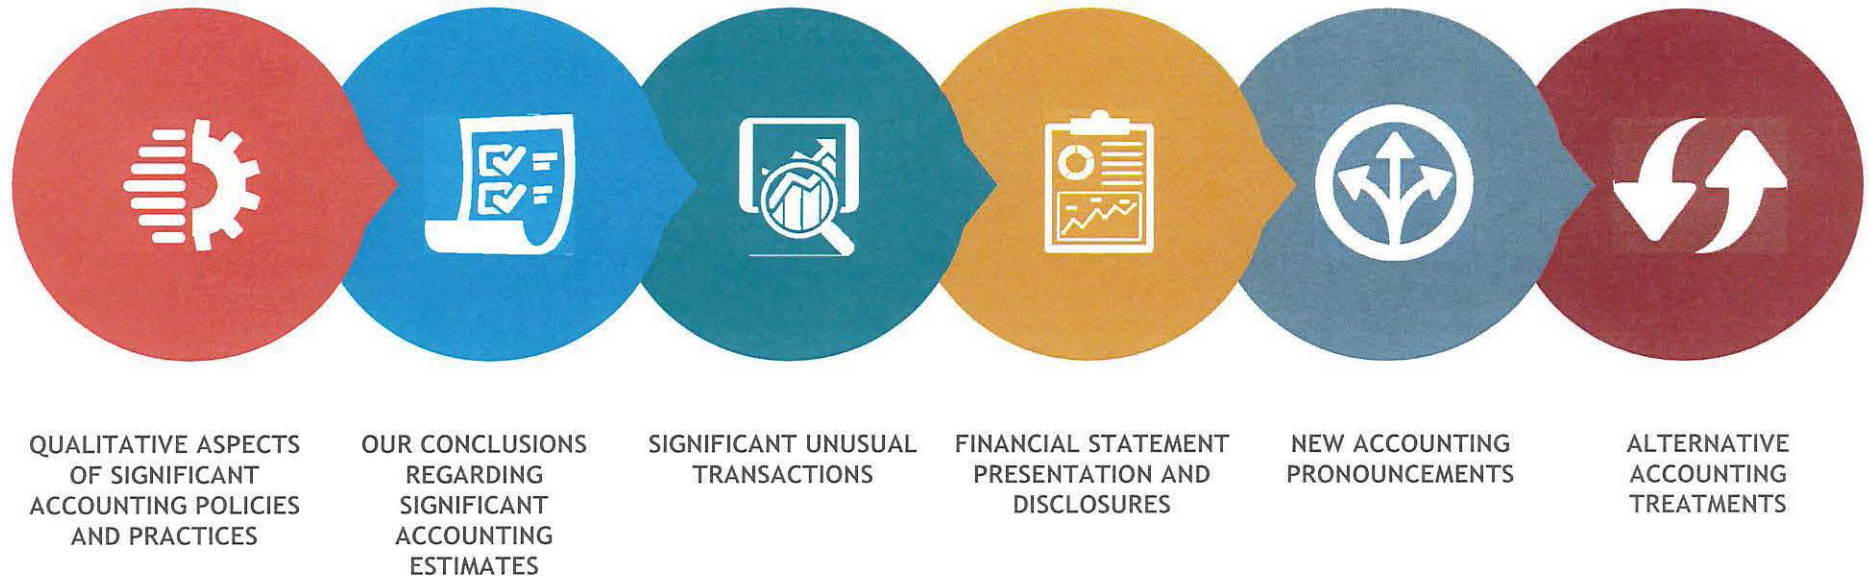 QUALITATIVE ASPECTS
OF SIGNIFICANT
ACCOUNTING POLICIES
AND PRACTICES
OUR CONCLUSIONS
REGARDING
SIGNIFICANT
ACCOUNTING
ESTIMATES
SIGNIFICANT UNUSUAL
TRANSACTIONS
FINANCIAL STATEMENT
PRESENTATION AND
DISCLOSURES
NEW ACCOUNTING
PRONOUNCEMENTS
ALTERNATIVE
ACCOUNTING
TREATMENTS